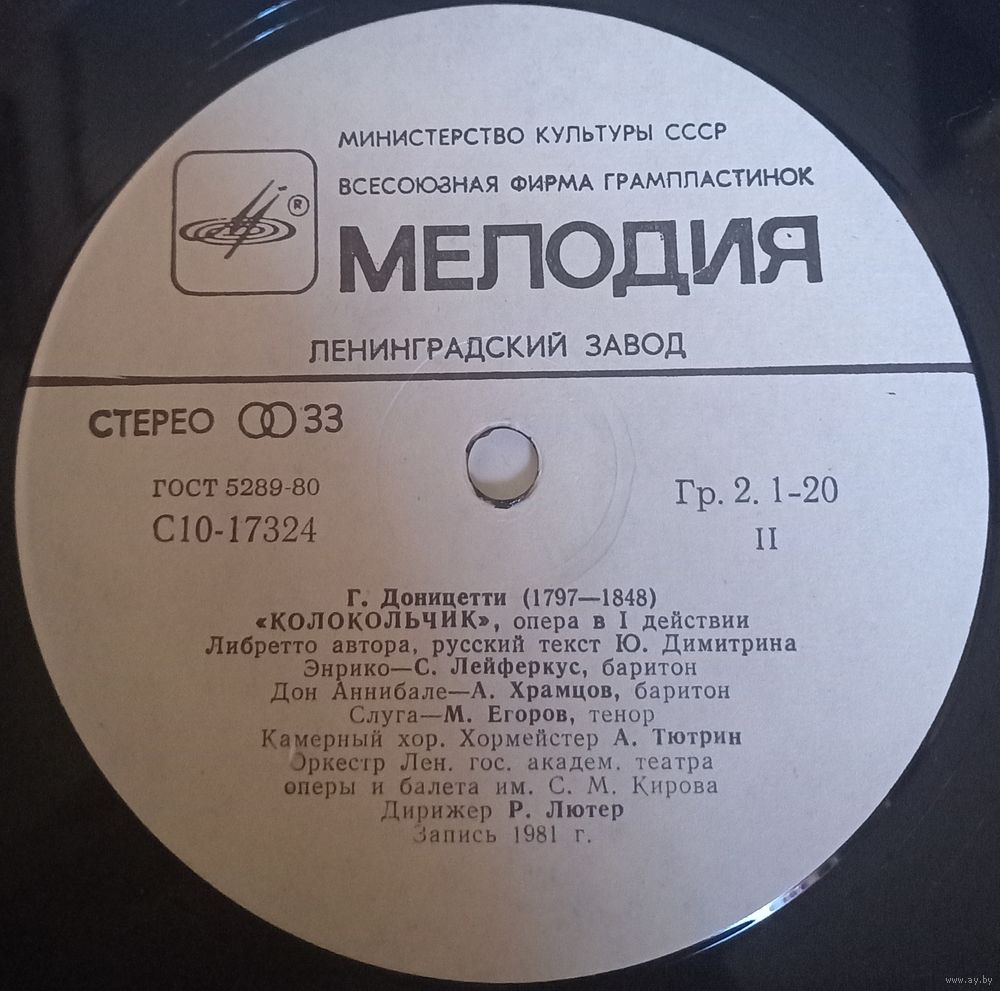 МИНИСТЕРСТВО КУЛЬТУРЫ СССР
ВСЕСОЮЗНАЯ ФИРМА ГРАМПЛАСТИНОК
®
МЕЛОДИЯ
ЛЕНИНГРАДСКИЙ ЗАВОД
СТЕРЕО 33
ГОСТ 5289-80
С10-17324
Гр. 2. 1-20
II
Г. Доницетти (1797—1848)
«КОЛОКОЛЬЧИК», опера в I действии
Либретто автора, русский текст Ю. Димитрина
Энрико—С. Лейферкус, баритон
Дон Аннибале—А. Храмцов, баритон
Слуга—М. Егоров, тенор
Камерный хор. Хормейстер А. Тютрин
Оркестр Лен. гос. академ. театра
оперы и балета им. С. М. Кирова
Дирижер Р. Лютер
Запись 1981 г.
www.ay.by